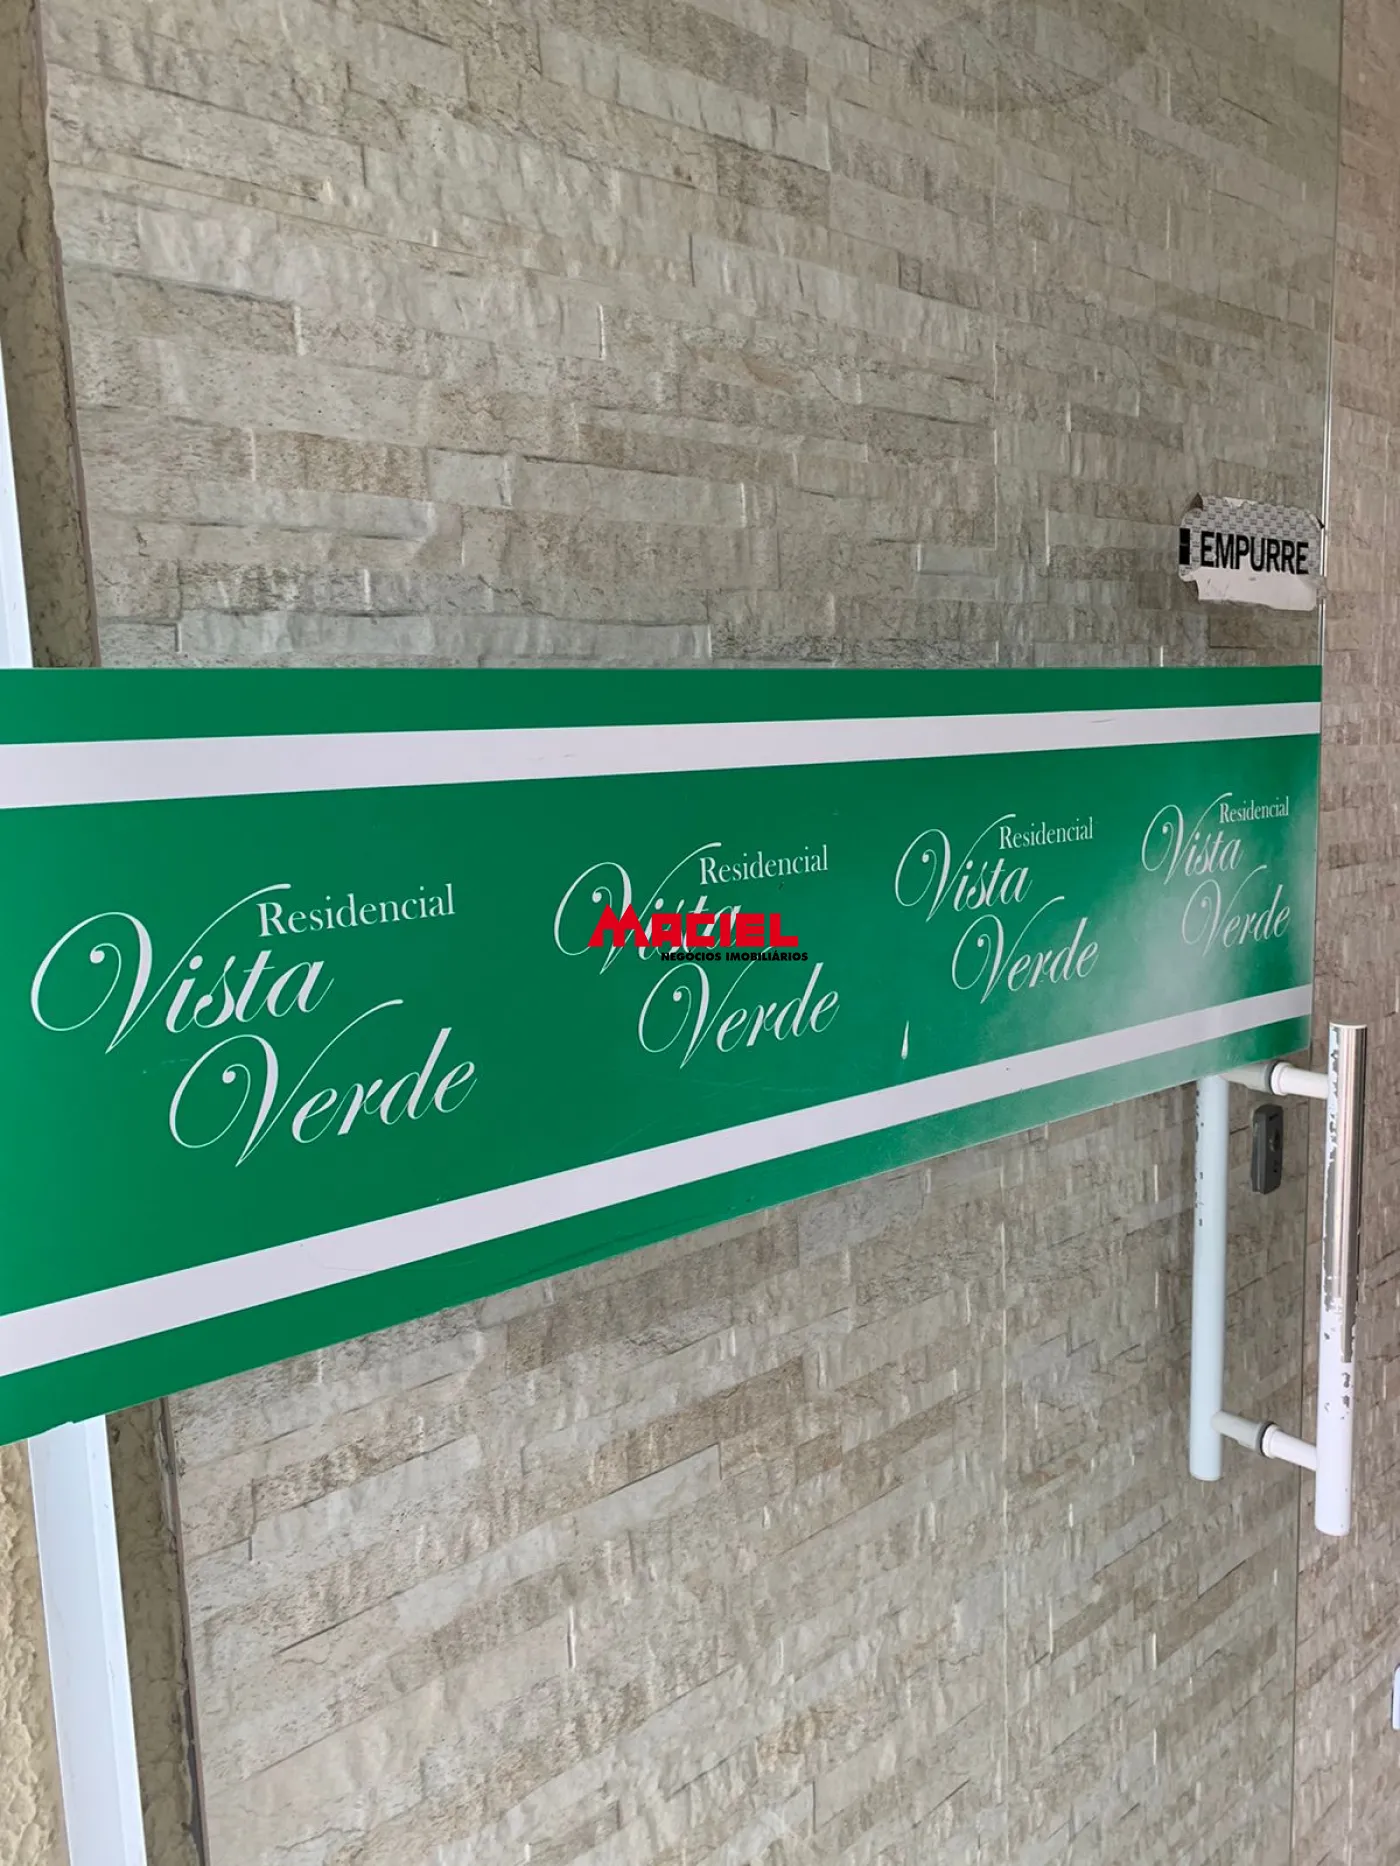 EMPURRE
Residencial
Vista
Verde
Residencial
Vista
Verde
Residencial
Vista
Verde
Residencial
Vista
Verde
MACIEL
NEGÓCIOS IMOBILIÁRIOS